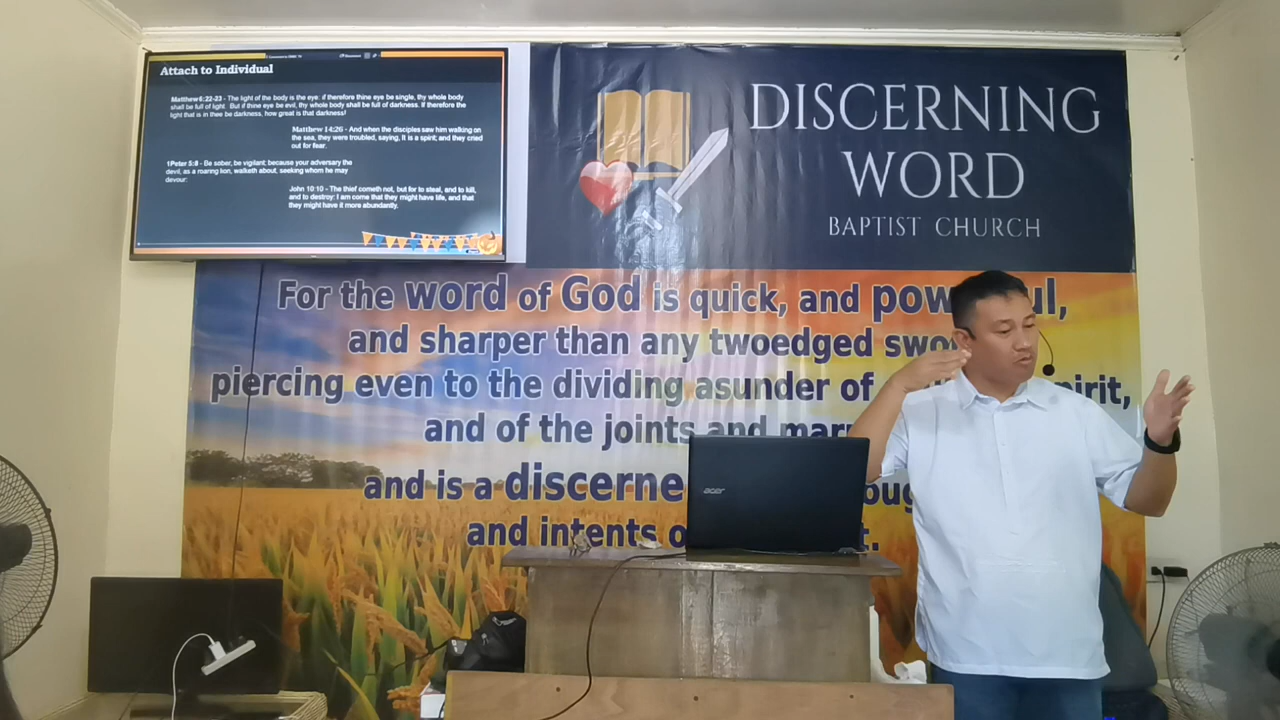 Attach to Individual
Matthew 6:22-23 - The light of the body is the eye: if therefore thine eye be single, thy whole body
shall be full of light. But if thine eye be evil, thy whole body shall be full of darkness. If therefore the
light that is in thee be darkness, how great is that darkness!
Matthew 14:26 - And when the disciples saw him walking on
the sea, they were troubled, saying, It is a spirit; and they cried
out for fear.
1Peter 5:8 - Be sober, be vigilant; because your adversary the
devil, as a roaring lion, walketh about, seeking whom he may
devour:
John 10:10 - The thief cometh not, but for to steal, and to kill,
and to destroy: I am come that they might have life, and that
they might have it more abundantly.
DISCERNING
WORD
BAPTIST CHURCH
For the word of God is quick, and pow ul,
and sharper than any twoedged swo
piercing even to the dividing asunder of pirit,
and of the joints and marr
and is a discerne oug
and intents o t.
acer